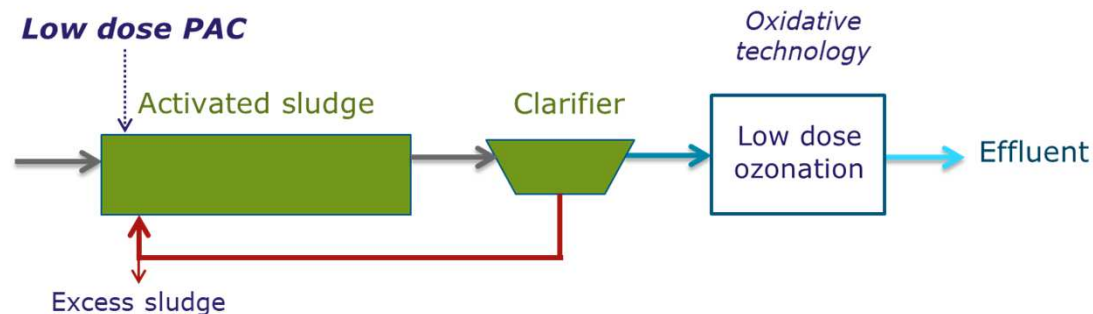 Low dose PAC
Oxidative
technology
Activated sludge
Clarifier
Low dose
ozonation
Effluent
Excess sludge